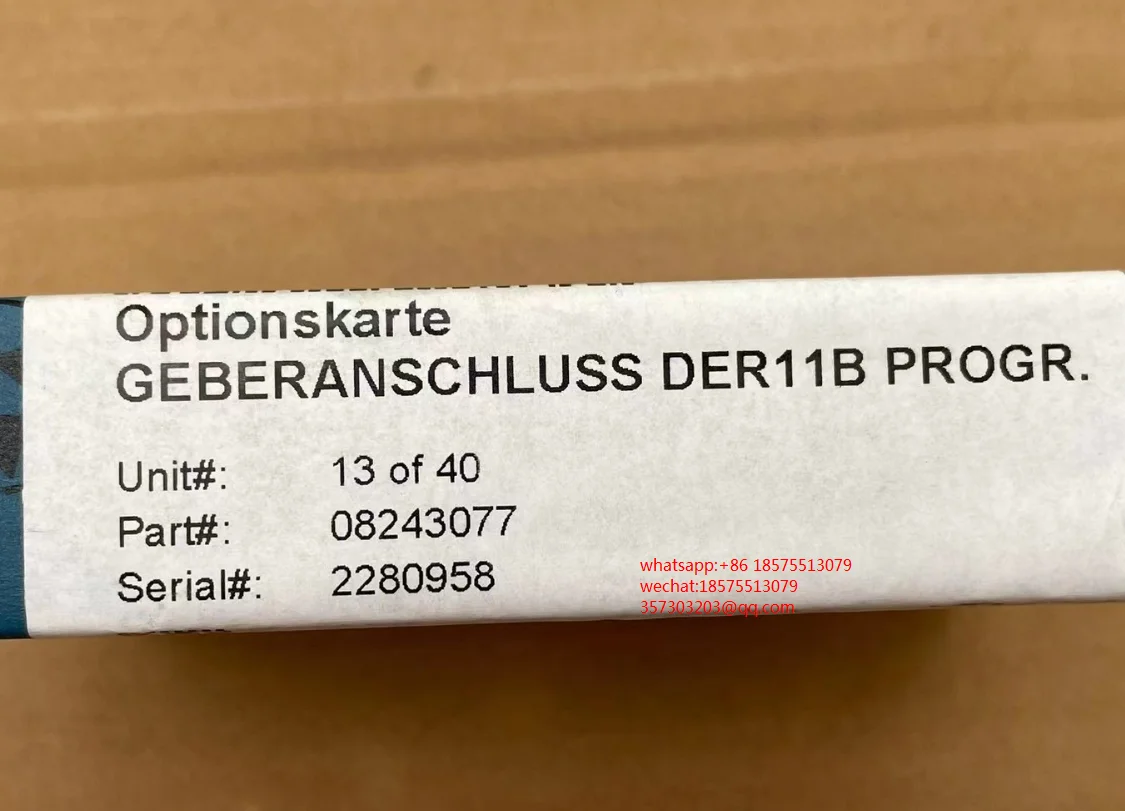 Optionskarte
GEBERANSCHLUSS DER11B PROGR.
Unit#: 13 of 40
Part#: 08243077
Serial#: 2280958
whatsapp:+86 18575513079
wechat:18575513079
357303203@qq.com